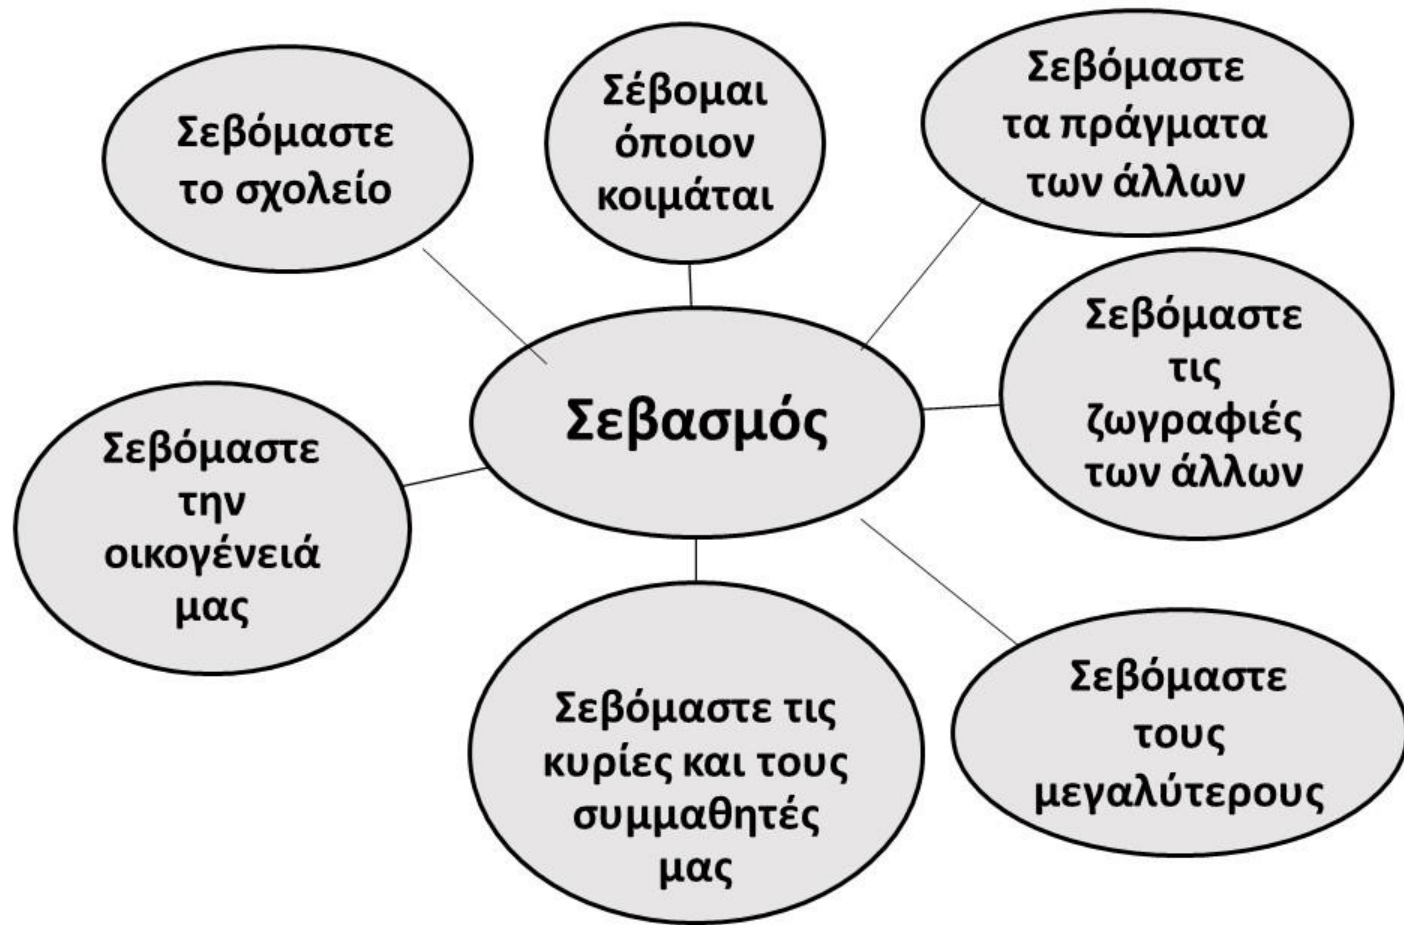 Σεβόμαστε
το σχολείο
Σέβομαι
όποιον
κοιμάται
Σεβόμαστε
τα πράγματα
των άλλων
Σεβασμός
Σεβόμαστε
τις
ζωγραφιές
των άλλων
Σεβόμαστε
την
οικογένειά
μας
Σεβόμαστε τις
κυρίες και τους
συμμαθητές
μας
Σεβόμαστε
τους
μεγαλύτερους